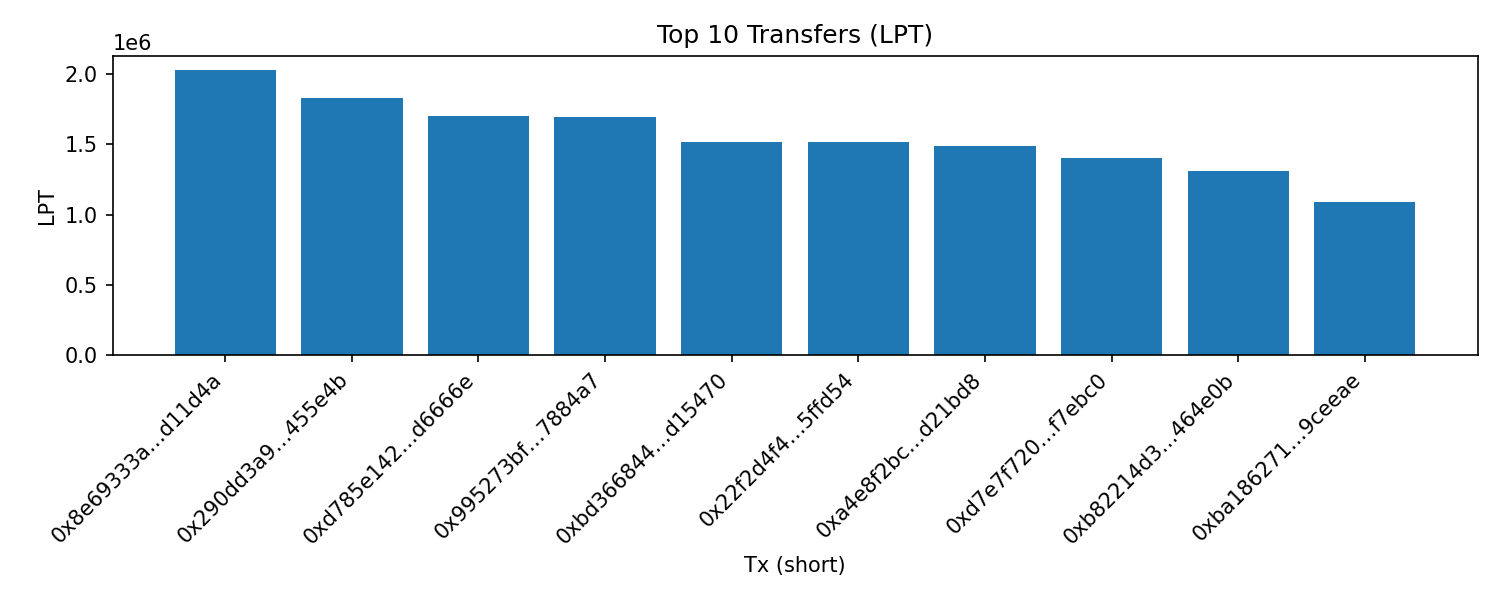 Top 10 Transfers (LPT)
1e6
2.0
1.5
1.0
0.5
0.0
LPT
0x8e69333a...d11d4a
0x290dd3a9...455e4b
0xd785e142...d6666e
0x995273bf...7884a7
0xbd366844...d15470
0x22f2d4f4...5ffd54
0xa4e8f2bc...d21bd8
0xd7e7f720...f7ebc0
0xb82214d3...464e0b
0xba186271...9ceeae
Tx (short)